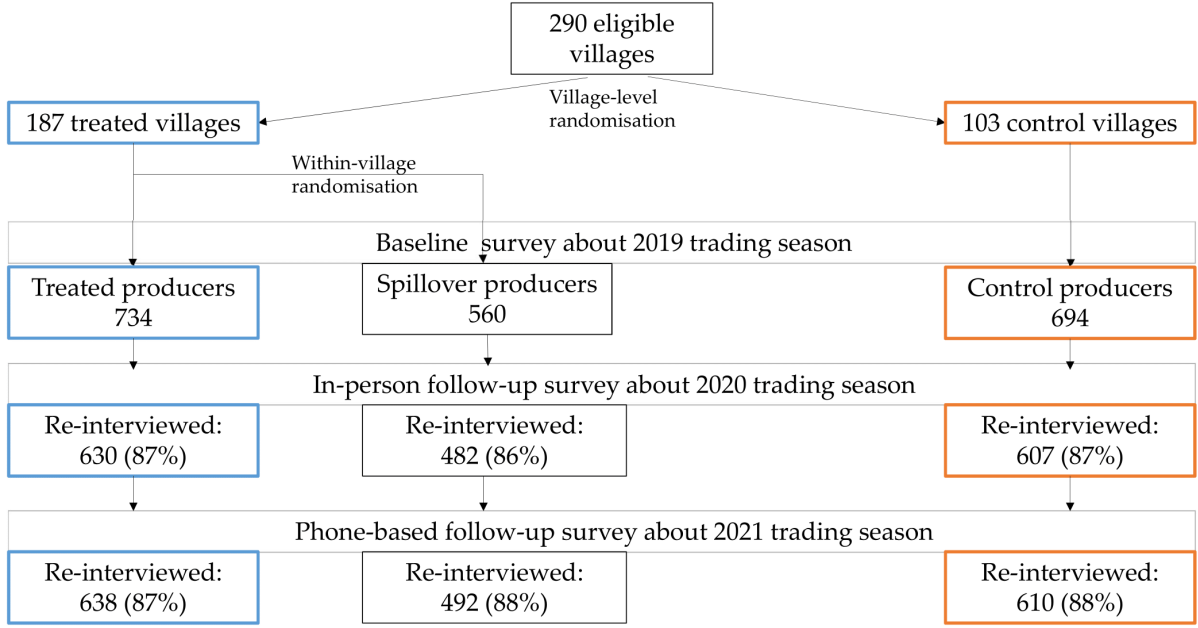 290 eligible
villages
Village-level
randomisation
187 treated villages
103 control villages
Within-village
randomisation
Baseline survey about 2019 trading season
Treated producers
734
Spillover producers
560
Control producers
694
In-person follow-up survey about 2020 trading season
Re-interviewed:
630 (87%)
Re-interviewed:
482 (86%)
Re-interviewed:
607 (87%)
Phone-based follow-up survey about 2021 trading season
Re-interviewed:
638 (87%)
Re-interviewed:
492 (88%)
Re-interviewed:
610 (88%)